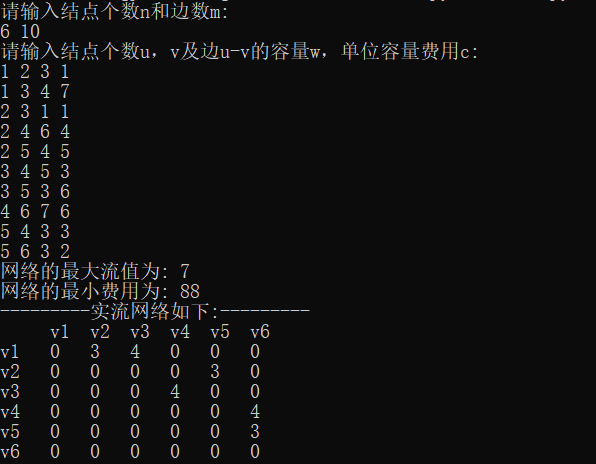 请输入结点个数n和边数m:
6 10
请输入结点个数u，v及边u-v的容量w，单位容量费用c:
1 2 3 1
1 3 4 7
2 3 1 1
2 4 6 4
2 5 4 5
3 4 5 3
3 5 3 6
4 6 7 6
5 4 3 3
5 6 3 2
网络的最大流值为: 7
网络的最小费用为: 88
---------实流网络如下:---------
v1 v2 v3 v4 v5 v6
v1 0 3 4 0 0 0
v2 0 0 0 0 3 0
v3 0 0 0 4 0 0
v4 0 0 0 0 0 4
v5 0 0 0 0 0 3
v6 0 0 0 0 0 0